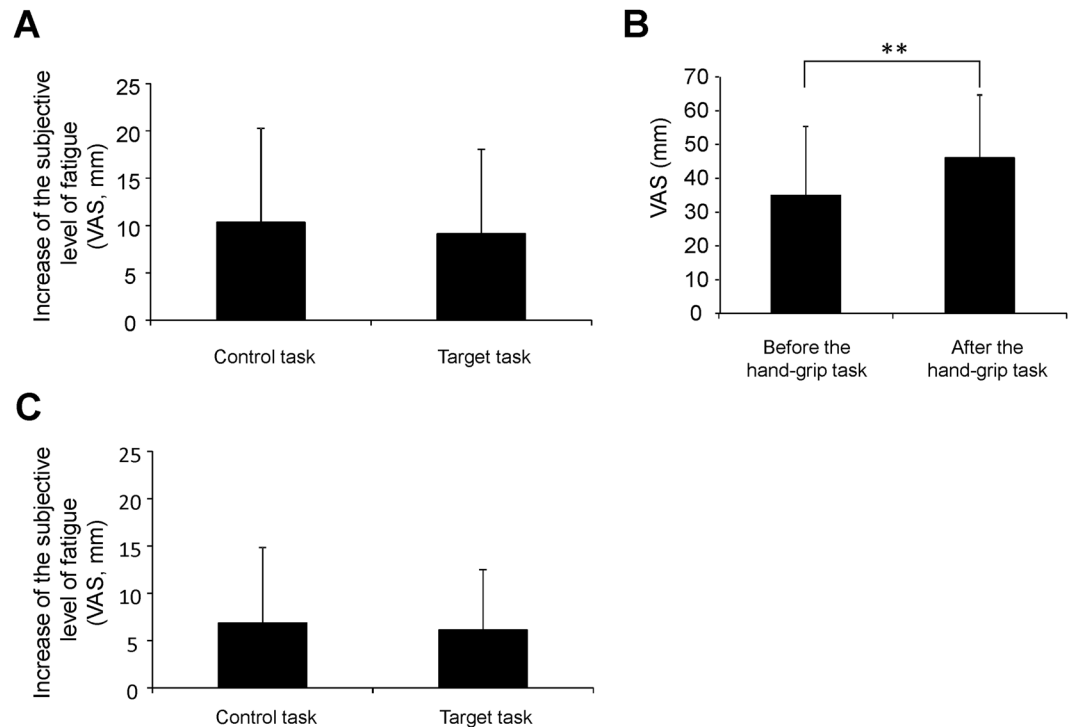 A
Increase of the subjective
level of fatigue
(VAS, mm)
25
20
15
10
5
0
Control task
Target task
B
**
VAS (mm)
70
60
50
40
30
20
10
0
Before the
hand-grip task
After the
hand-grip task
C
Increase of the subjective
level of fatigue
(VAS, mm)
25
20
15
10
5
0
Control task
Target task